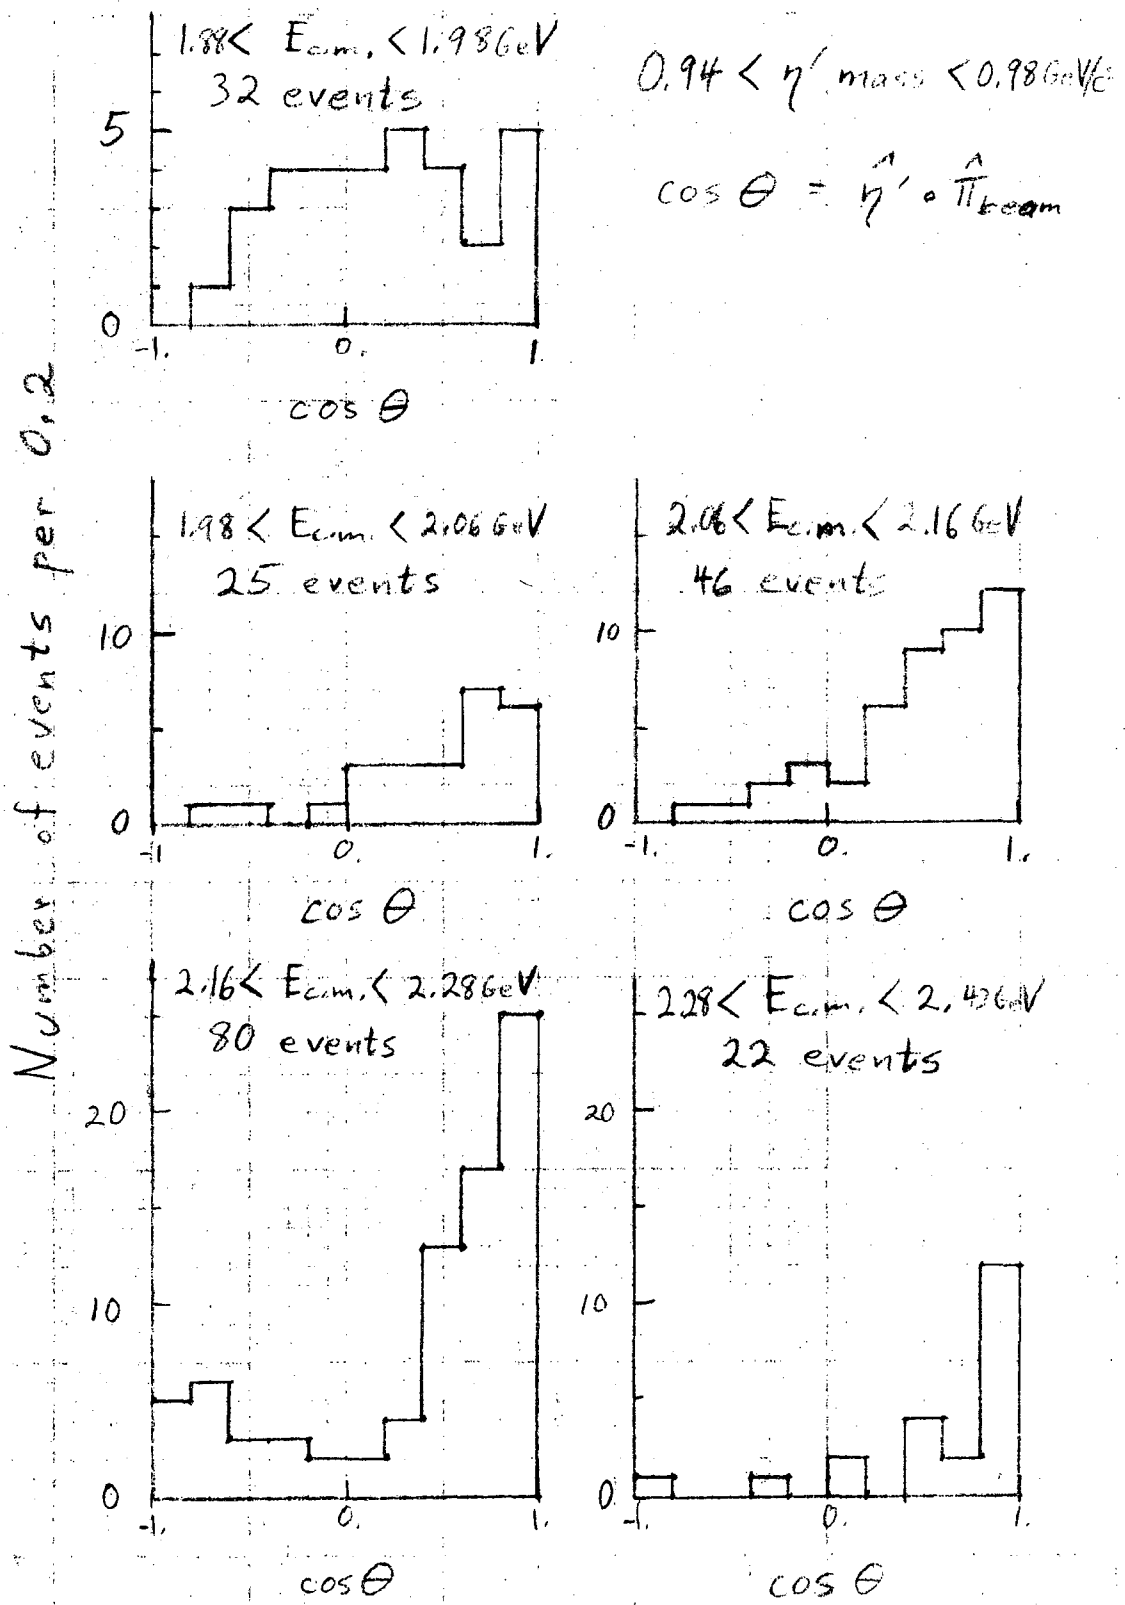 1.88< Ec.m. <1.98GeV
32 events
0.94 < η′ mass <0.98GeV/c²
cos θ = η̂′ ∘ π̂beam
5
0
-1. 0. 1.
cos θ
Number of events per 0.2
1.98 < Ec.m. < 2.06 GeV
25 events
10
0
-1 0. 1.
cos θ
2.06< Ec.m. < 2.16 GeV
46 events
10
0
-1. 0. 1.
cos θ
2.16< Ec.m. < 2.28GeV
80 events
20
10
0
-1. 0. 1.
cos θ
2.28< Ec.m. <
22 events
20
10
0
-1. 0. 1.
cos θ